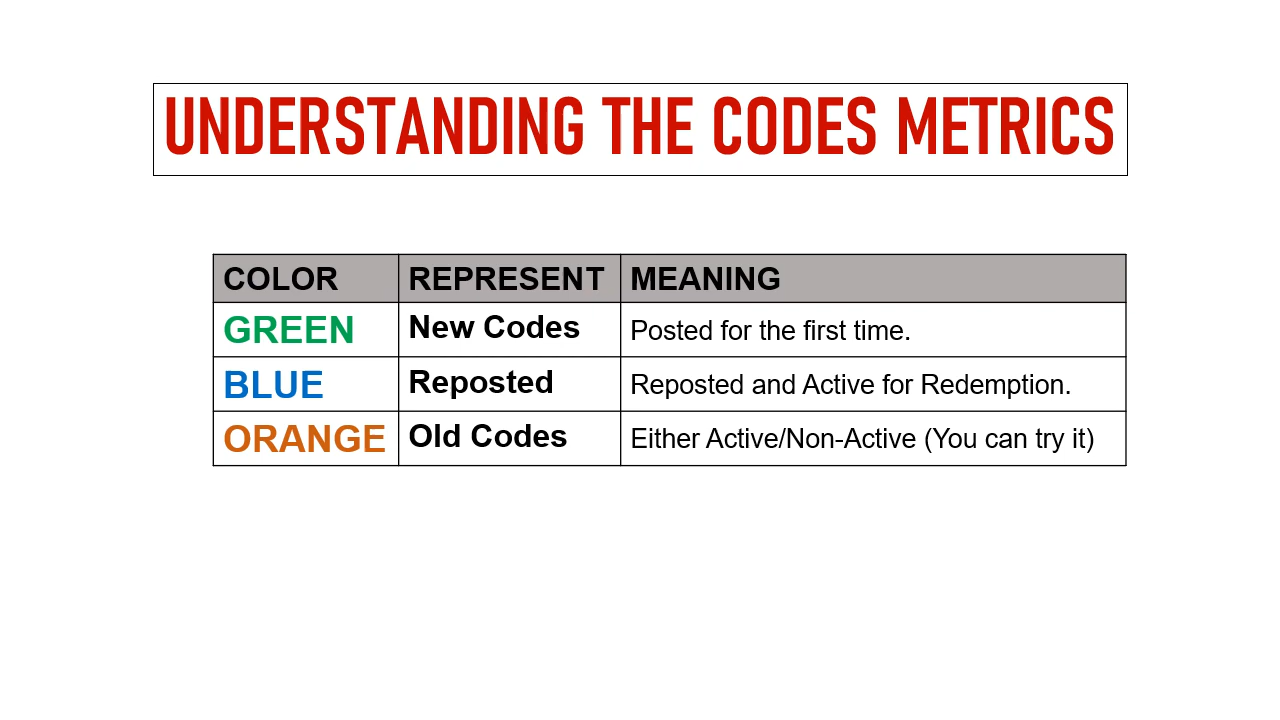 UNDERSTANDING THE CODES METRICS
COLOR REPRESENT MEANING
GREEN New Codes Posted for the first time.
BLUE Reposted Reposted and Active for Redemption.
ORANGE Old Codes Either Active/Non-Active (You can try it)